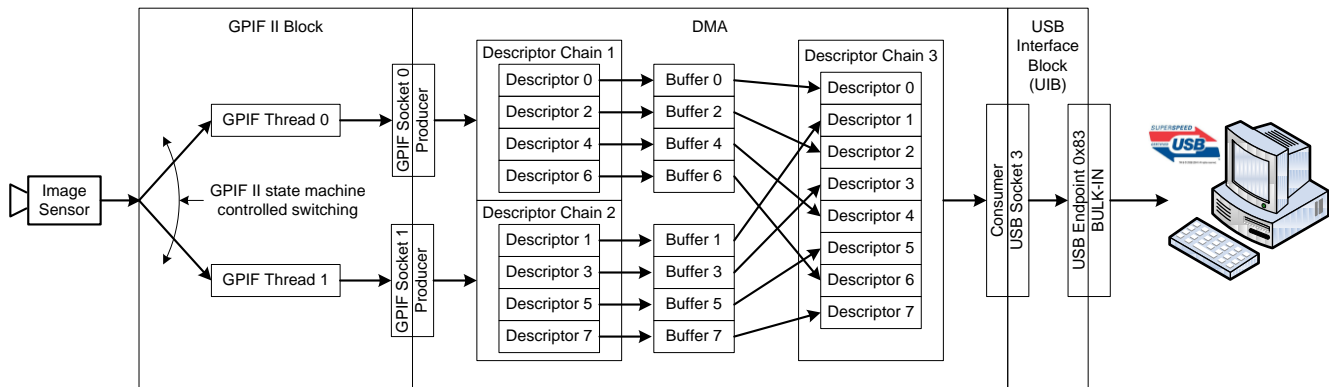 GPIF II Block
DMA
USB
Interface
Block
(UIB)
Image
Sensor
GPIF Thread 0
GPIF II state machine
controlled switching
GPIF Thread 1
GPIF Socket 0
Producer
GPIF Socket 1
Producer
Descriptor Chain 1
Descriptor 0
Descriptor 2
Descriptor 4
Descriptor 6
Descriptor Chain 2
Descriptor 1
Descriptor 3
Descriptor 5
Descriptor 7
Buffer 0
Buffer 2
Buffer 4
Buffer 6
Buffer 1
Buffer 3
Buffer 5
Buffer 7
Descriptor Chain 3
Descriptor 0
Descriptor 1
Descriptor 2
Descriptor 3
Descriptor 4
Descriptor 5
Descriptor 6
Descriptor 7
Consumer
USB Socket 3
USB Endpoint 0x83
BULK-IN
SUPERSPEED
USB